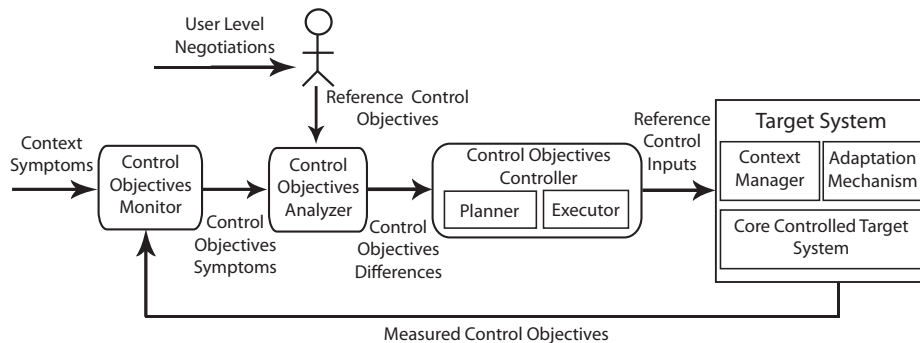 User Level
Negotiations
Reference Control
Objectives
Context
Symptoms
Control
Objectives
Monitor
Control
Objectives
Symptoms
Control
Objectives
Analyzer
Control
Objectives
Differences
Control Objectives
Controller
Planner
Executor
Reference
Control
Inputs
Target System
Context
Manager
Adaptation
Mechanism
Core Controlled Target
System
Measured Control Objectives